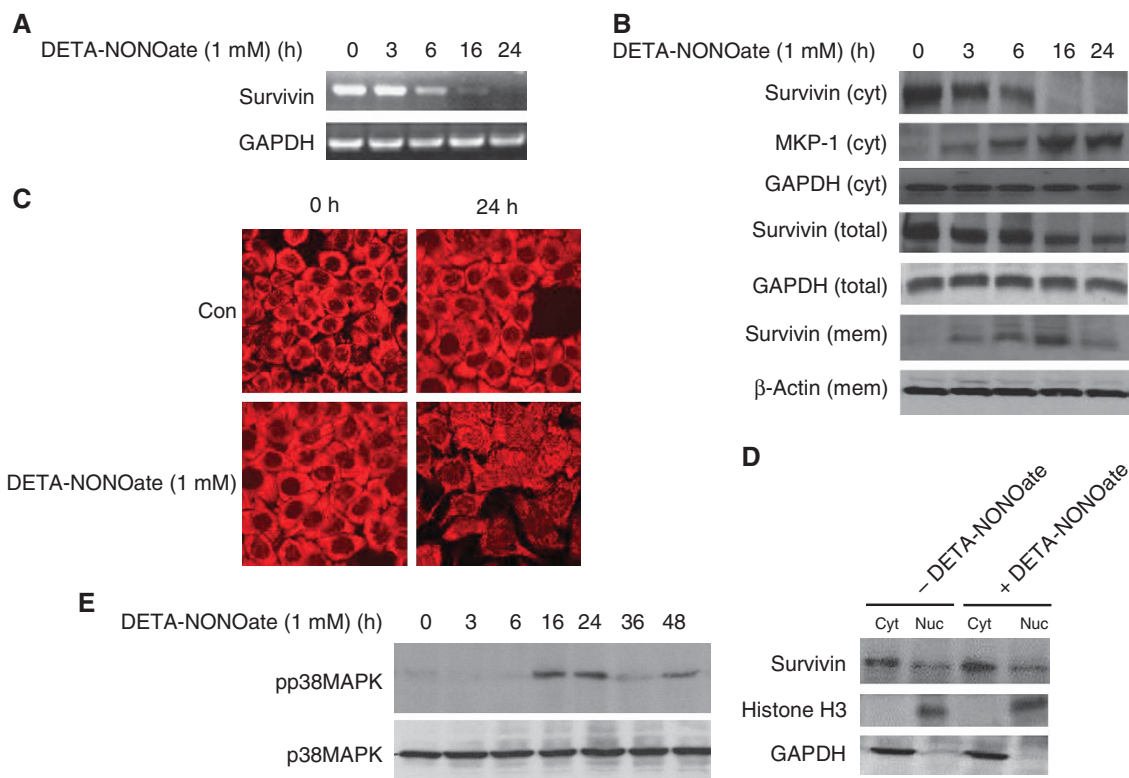 A
DETA-NONOate (1 mM) (h) 0 3 6 16 24
Survivin
GAPDH
B
DETA-NONOate (1 mM) (h) 0 3 6 16 24
Survivin (cyt)
MKP-1 (cyt)
GAPDH (cyt)
Survivin (total)
GAPDH (total)
Survivin (mem)
β-Actin (mem)
C
0 h 24 h
Con
DETA-NONOate (1 mM)
D
– DETA-NONOate
+ DETA-NONOate
Cyt Nuc Cyt Nuc
Survivin
Histone H3
GAPDH
E
DETA-NONOate (1 mM) (h) 0 3 6 16 24 36 48
pp38MAPK
p38MAPK